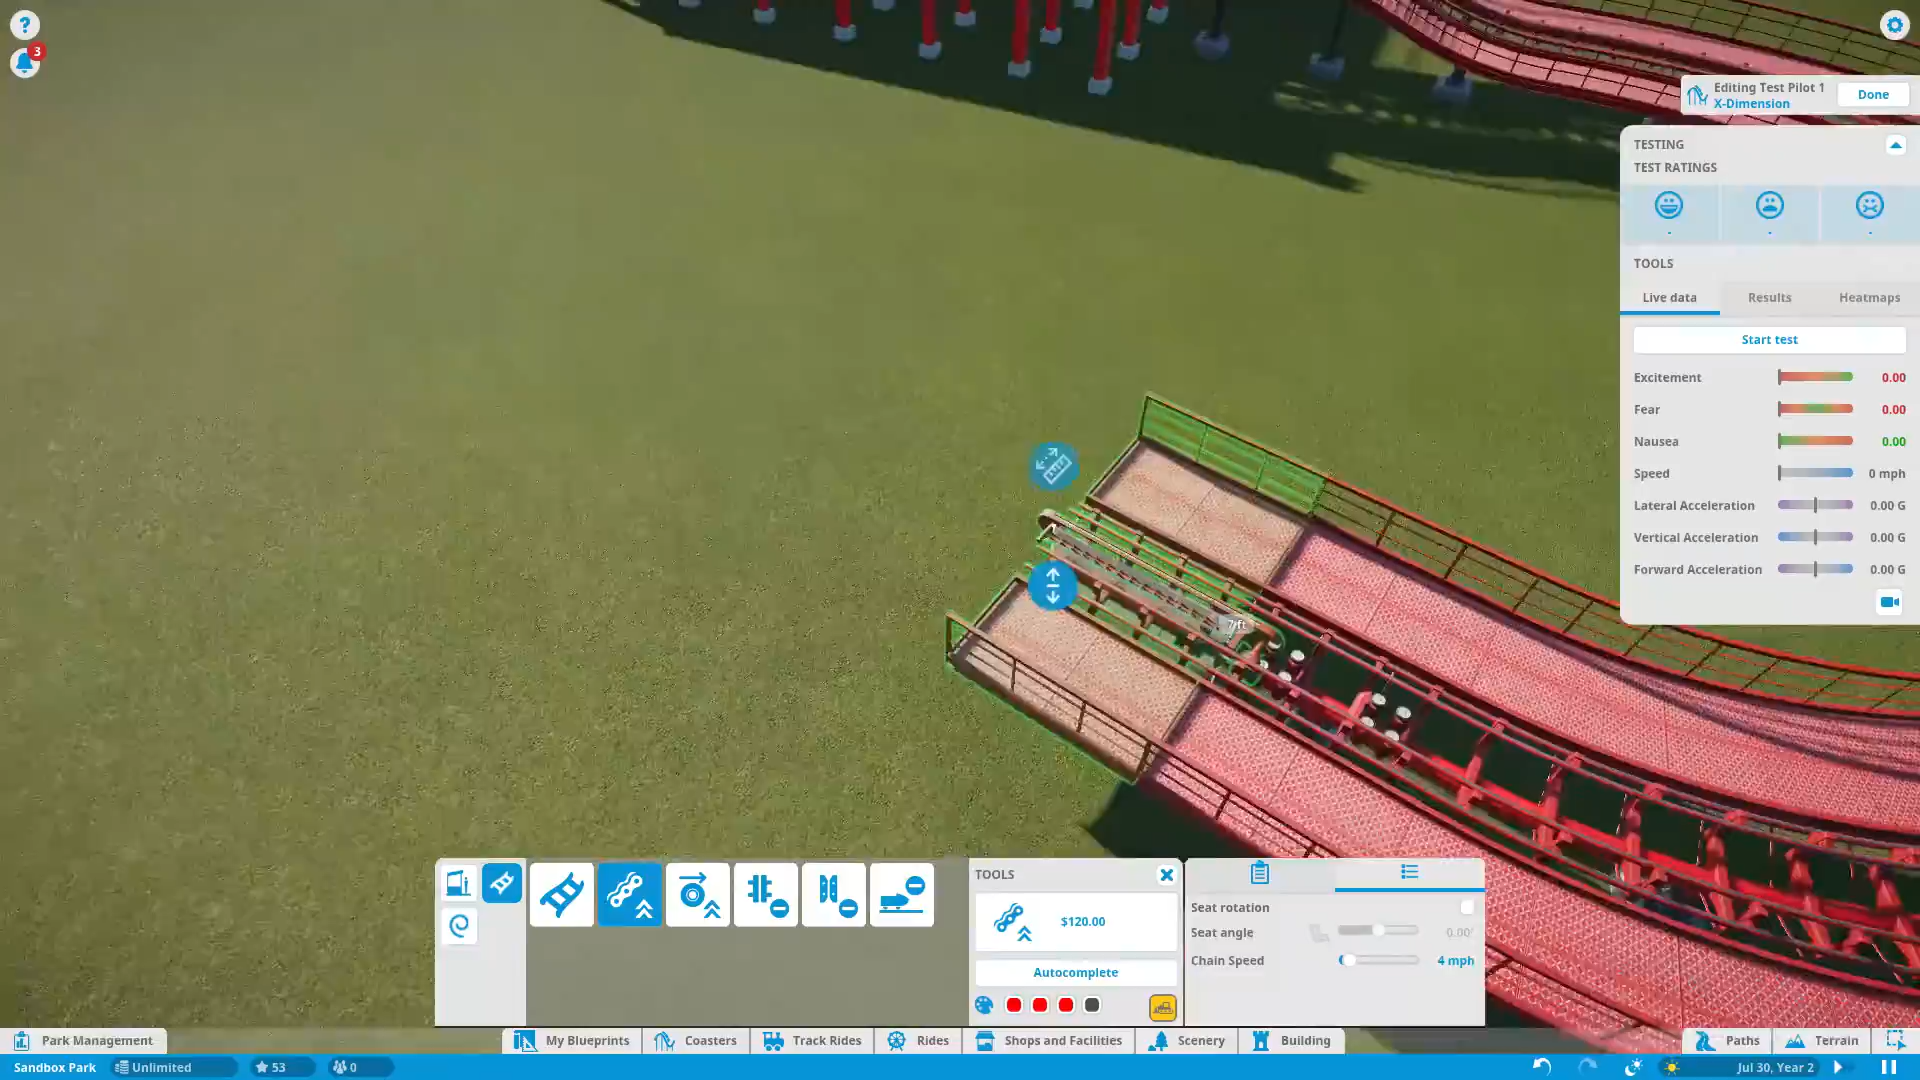 ?
3
Editing Test Pilot 1
X-Dimension
Done
TESTING
TEST RATINGS
- - -
TOOLS
Live data Results Heatmaps
Start test
Excitement 0.00
Fear 0.00
Nausea 0.00
Speed 0 mph
Lateral Acceleration 0.00 G
Vertical Acceleration 0.00 G
Forward Acceleration 0.00 G
7 ft
TOOLS
$120.00
Autocomplete
Seat rotation
Seat angle 0.00°
Chain Speed 4 mph
Park Management
My Blueprints Coasters Track Rides Rides Shops and Facilities Scenery Building
Paths Terrain
Sandbox Park Unlimited 53 0
Jul 30, Year 2